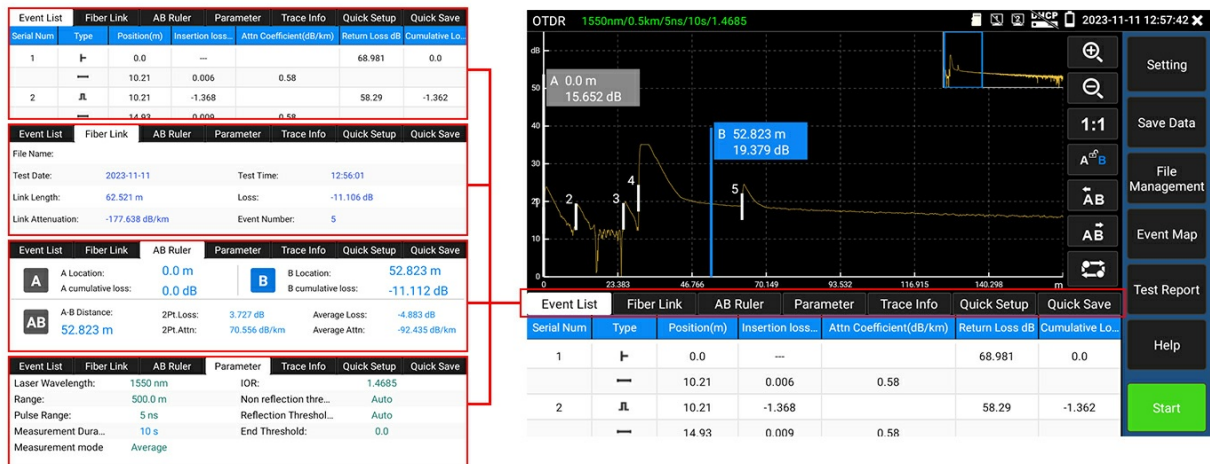 Event List Fiber Link AB Ruler Parameter Trace Info Quick Setup Quick Save
Serial Num Type Position(m) Insertion loss... Attn Coefficient(dB/km) Return Loss dB Cumulative Lo...
1 0.0 --- 68.981 0.0
10.21 0.006 0.58
2 10.21 -1.368 58.29 -1.362
14.93 0.009 0.58
Event List Fiber Link AB Ruler Parameter Trace Info Quick Setup Quick Save
File Name:
Test Date: 2023-11-11 Test Time: 12:56:01
Link Length: 62.521 m Loss: -11.106 dB
Link Attenuation: -177.638 dB/km Event Number: 5
Event List Fiber Link AB Ruler Parameter Trace Info Quick Setup Quick Save
A A Location: 0.0 m B B Location: 52.823 m
A cumulative loss: 0.0 dB B cumulative loss: -11.112 dB
AB A-B Distance: 2Pt.Loss: 3.727 dB Average Loss: -4.883 dB
52.823 m 2Pt.Attn: 70.556 dB/km Average Attn: -92.435 dB/km
Event List Fiber Link AB Ruler Parameter Trace Info Quick Setup Quick Save
Laser Wavelength: 1550 nm IOR: 1.4685
Range: 500.0 m Non reflection thre... Auto
Pulse Range: 5 ns Reflection Threshol... Auto
Measurement Dura... 10 s End Threshold: 0.0
Measurement mode Average
OTDR 1550nm/0.5km/5ns/10s/1.4685 1 2 DMCP 2023-11-11 12:57:42
dB
50
40
30
20
10
0
A 0.0 m
15.652 dB
B 52.823 m
19.379 dB
2 3 4 5
0 23.383 46.766 70.149 93.532 116.915 140.298 m
1:1
A B
AB
AB
Setting
Save Data
File
Management
Event Map
Test Report
Help
Start
Event List Fiber Link AB Ruler Parameter Trace Info Quick Setup Quick Save
Serial Num Type Position(m) Insertion loss... Attn Coefficient(dB/km) Return Loss dB Cumulative Lo...
1 0.0 --- 68.981 0.0
10.21 0.006 0.58
2 10.21 -1.368 58.29 -1.362
14.93 0.009 0.58